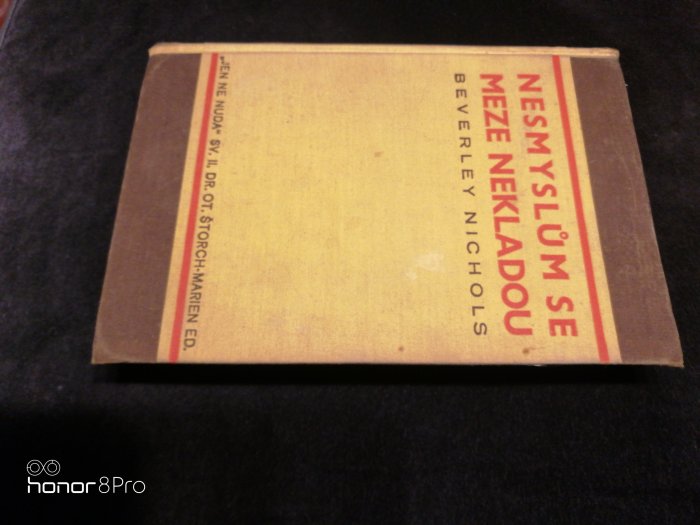 NESMYSLŮM SE
MEZE NEKLADOU
BEVERLEY NICHOLS
„JEN NE NUDA“ SV. II, DR. OT. ŠTORCH-MARIEN ED.
honor 8Pro